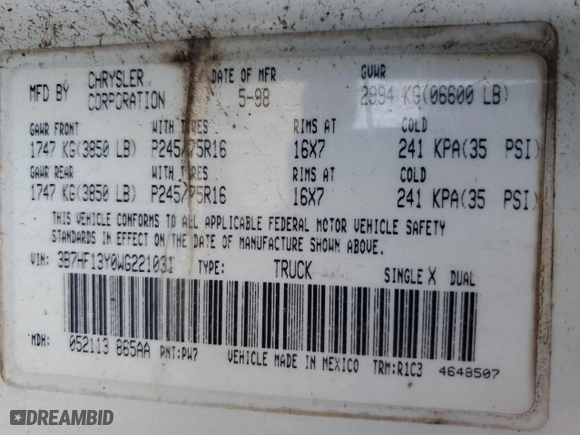 MFD BY CHRYSLER CORPORATION DATE OF MFR 5-98 GVWR 2994 KG(06600 LB)
GAWR FRONT WITH TIRES RIMS AT COLD
1747 KG(3850 LB) P245/75R16 16X7 241 KPA(35 PSI)
GAWR REAR WITH TIRES RIMS AT COLD
1747 KG(3850 LB) P245/75R16 16X7 241 KPA(35 PSI)
THIS VEHICLE CONFORMS TO ALL APPLICABLE FEDERAL MOTOR VEHICLE SAFETY
STANDARDS IN EFFECT ON THE DATE OF MANUFACTURE SHOWN ABOVE.
VIN: 3B7HF13Y0WG221031 TYPE: TRUCK SINGLE X DUAL
MDH: 052113 865AA PNT:PW7 VEHICLE MADE IN MEXICO TRM:R1C3 4648507
DREAMBID